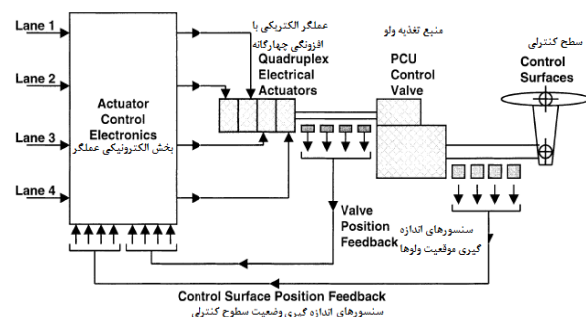 Lane 1
Lane 2
Lane 3
Lane 4
Actuator
Control
Electronics
بخش الکترونیکی عملگر
عملگر الکتریکی با
افزونگی چهارگانه
Quadruplex
Electrical
Actuators
منبع تغذیه ولو
PCU
Control
Valve
سطح کنترلی
Control
Surfaces
Valve
Position
Feedback
سنسورهای اندازه
گیری موقعیت ولوها
Control Surface Position Feedback
سنسورهای اندازه گیری وضعیت سطوح کنترلی